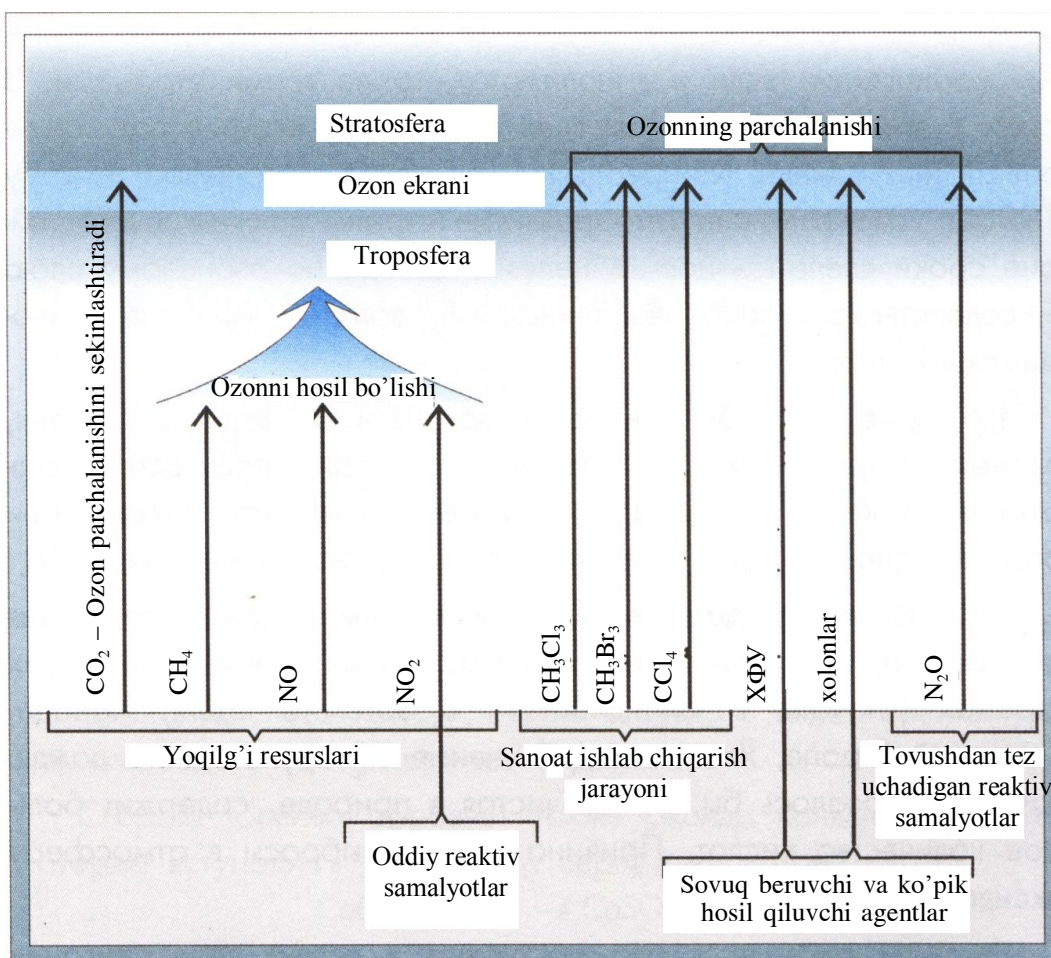 Stratosfera
Ozonning parchalanishi
Ozon ekrani
Troposfera
Ozonni hosil bo’lishi
CO₂ – Ozon parchalanishini sekinlashtiradi
CH₄
NO
NO₂
CH₃Cl₃
CH₃Br₃
CCl₄
ХФУ
xolonlar
N₂O
Yoqilg’i resurslari
Sanoat ishlab chiqarish
jarayoni
Tovushdan tez
uchadigan reaktiv
samalyotlar
Oddiy reaktiv
samalyotlar
Sovuq beruvchi va ko’pik
hosil qiluvchi agentlar